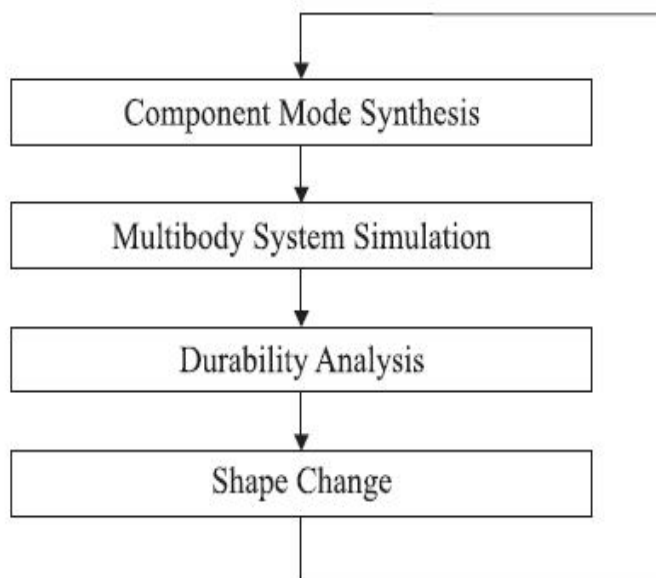 Component Mode Synthesis
Multibody System Simulation
Durability Analysis
Shape Change